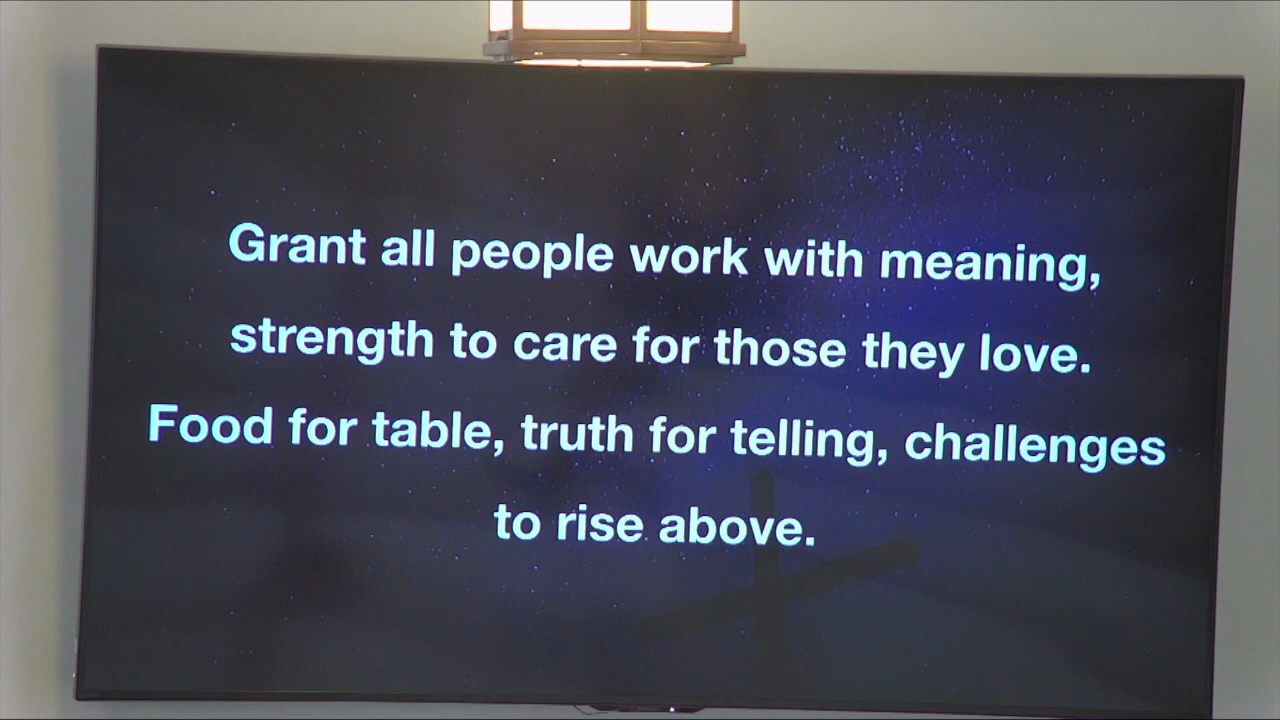 Grant all people work with meaning,
strength to care for those they love.
Food for table, truth for telling, challenges
to rise above.